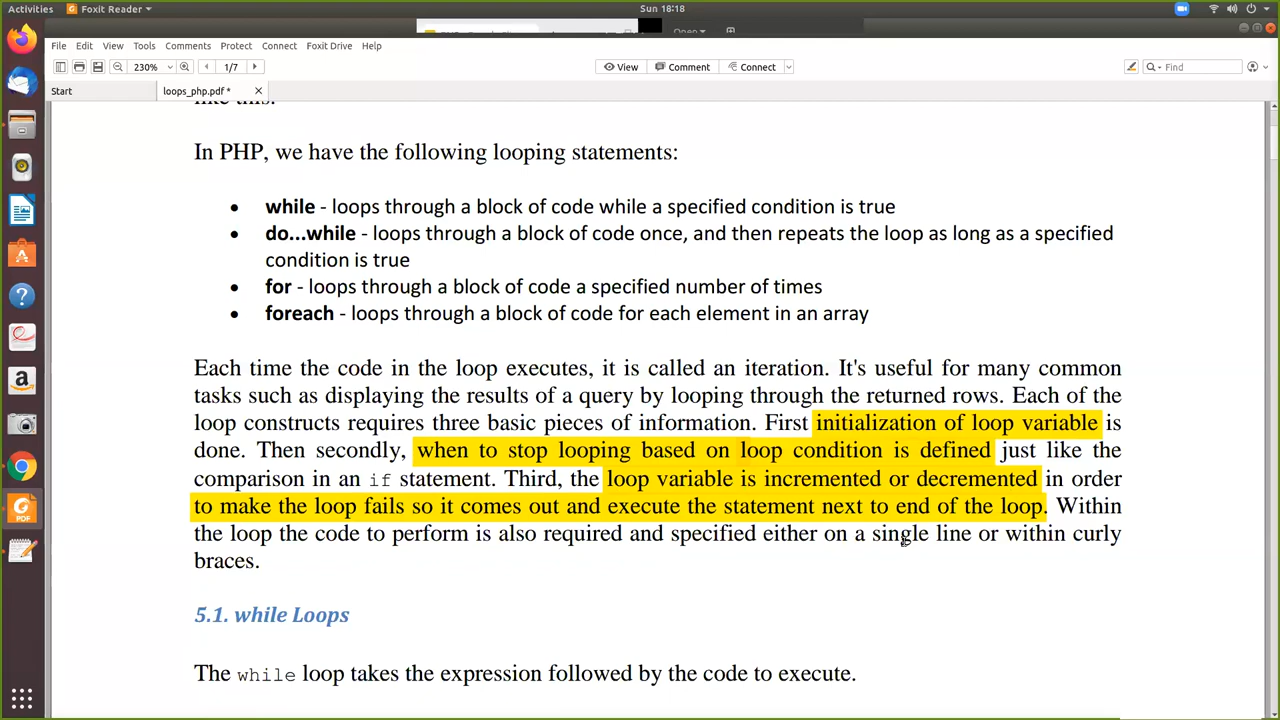 Activities
Foxit Reader
Sun 18:18
File Edit View Tools Comments Protect Connect Foxit Drive Help
230% 1/7 View Comment Connect Find
Start loops_php.pdf *
like this.
In PHP, we have the following looping statements:
• while - loops through a block of code while a specified condition is true
• do...while - loops through a block of code once, and then repeats the loop as long as a specified
condition is true
• for - loops through a block of code a specified number of times
• foreach - loops through a block of code for each element in an array
Each time the code in the loop executes, it is called an iteration. It's useful for many common
tasks such as displaying the results of a query by looping through the returned rows. Each of the
loop constructs requires three basic pieces of information. First initialization of loop variable is
done. Then secondly, when to stop looping based on loop condition is defined just like the
comparison in an if statement. Third, the loop variable is incremented or decremented in order
to make the loop fails so it comes out and execute the statement next to end of the loop. Within
the loop the code to perform is also required and specified either on a single line or within curly
braces.
5.1. while Loops
The while loop takes the expression followed by the code to execute.